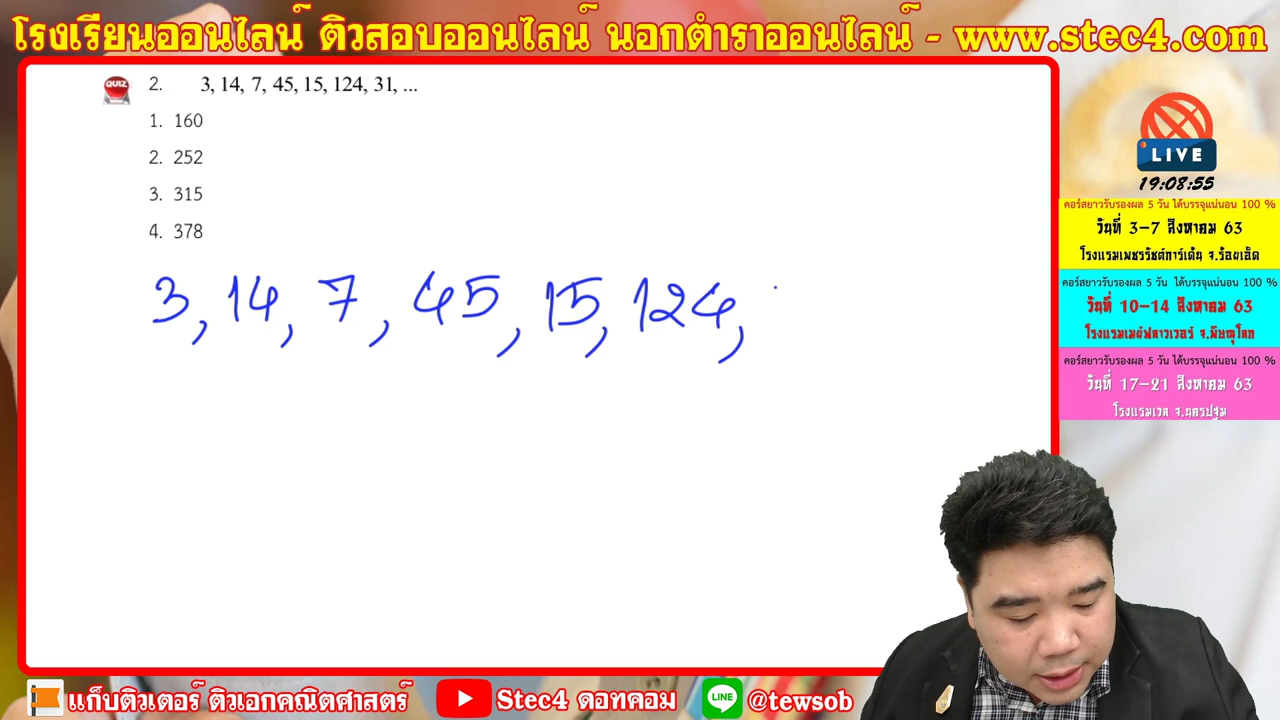 โรงเรียนออนไลน์ ติวสอบออนไลน์ นอกตำราออนไลน์ - www.stec4.com
QUIZ 2. 3, 14, 7, 45, 15, 124, 31, ...
1. 160
2. 252
3. 315
4. 378
3, 14, 7, 45, 15, 124,
LIVE
19:08:55
คอร์สยาวรับรองผล 5 วัน ได้บรรจุแน่นอน 100 %
วันที่ 3-7 สิงหาคม 63
โรงแรมเพชรรัชต์การ์เด้น จ.ร้อยเอ็ด
คอร์สยาวรับรองผล 5 วัน ได้บรรจุแน่นอน 100 %
วันที่ 10-14 สิงหาคม 63
โรงแรมเมย์ฟลาวเวอร์ จ.พิษณุโลก
คอร์สยาวรับรองผล 5 วัน ได้บรรจุแน่นอน 100 %
วันที่ 17-21 สิงหาคม 63
โรงแรมเวล จ.นครปฐม
แก็บติวเตอร์ ติวเอกคณิตศาสตร์ Stec4 ดอทคอม LINE @tewsob